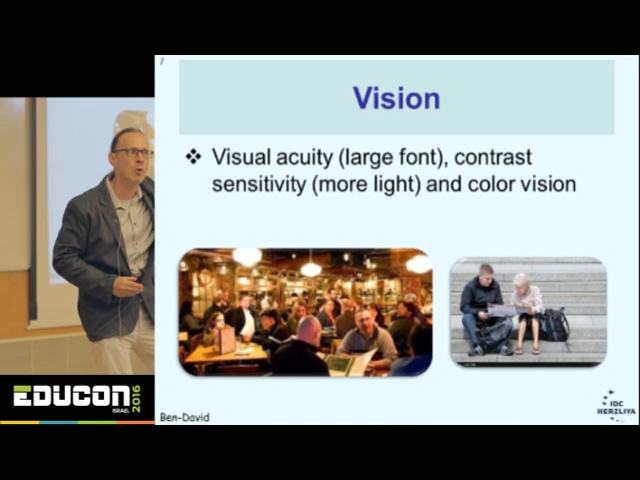 7
Vision
❖ Visual acuity (large font), contrast
sensitivity (more light) and color vision
EDUCON
ISRAEL 2016
Ben-David
IDC
HERZLIYA